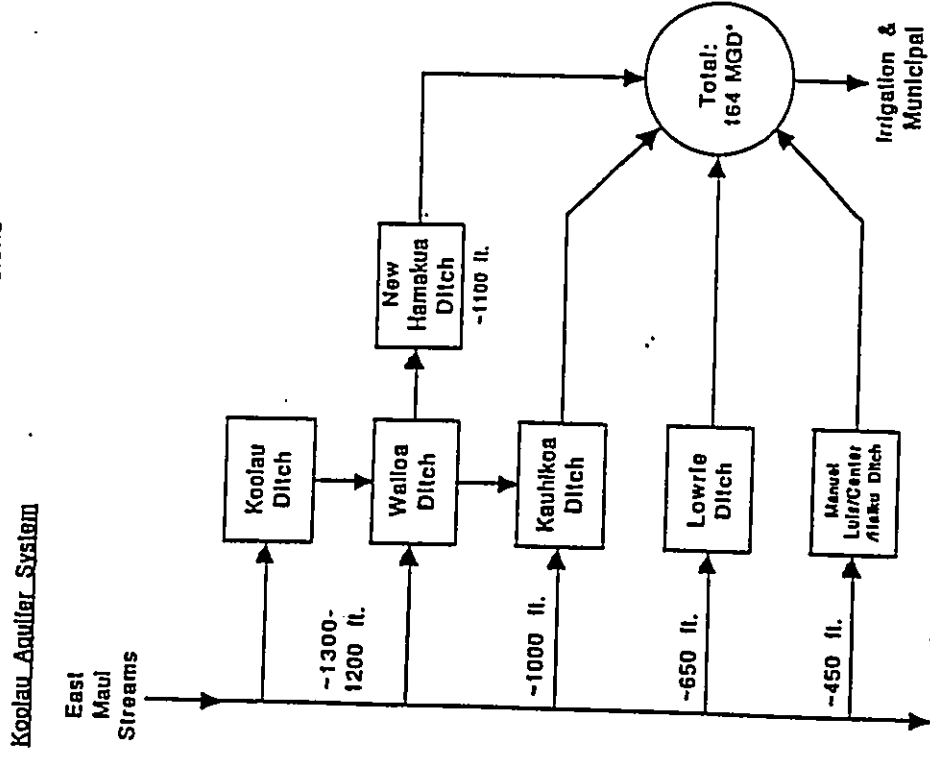 Koolau Aquifer System
East
Maui
Streams
Koolau
Ditch
~1300-
1200 ft.
Wailoa
Ditch
New
Hamakua
Ditch
~1100 ft.
~1000 ft.
Kauhikoa
Ditch
Total:
164 MGD*
~650 ft.
Lowrie
Ditch
~450 ft.
Manuel
Luis/Center
/Haiku Ditch
Irrigation &
Municipal